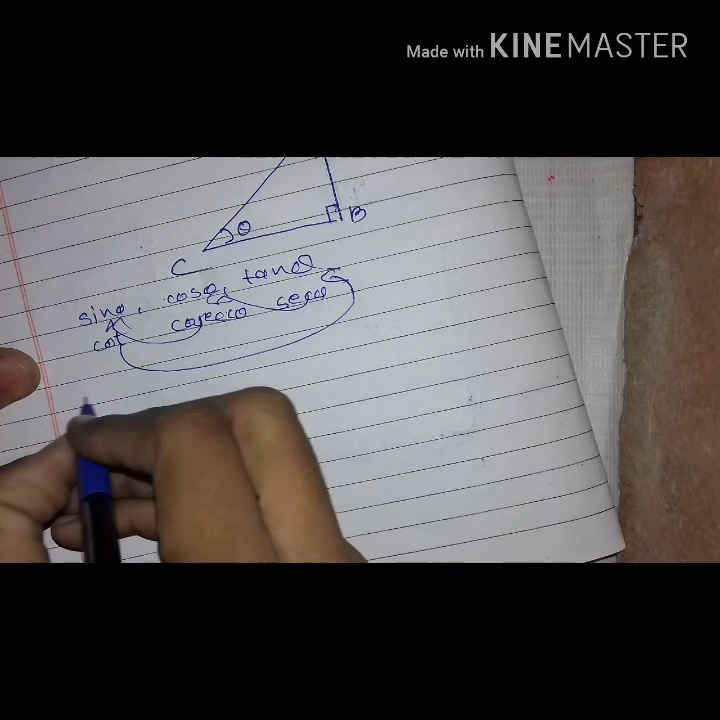 Made with KINEMASTER
θ
B
C
sinθ, cosθ, tanθ
cosecθ secθ
cot